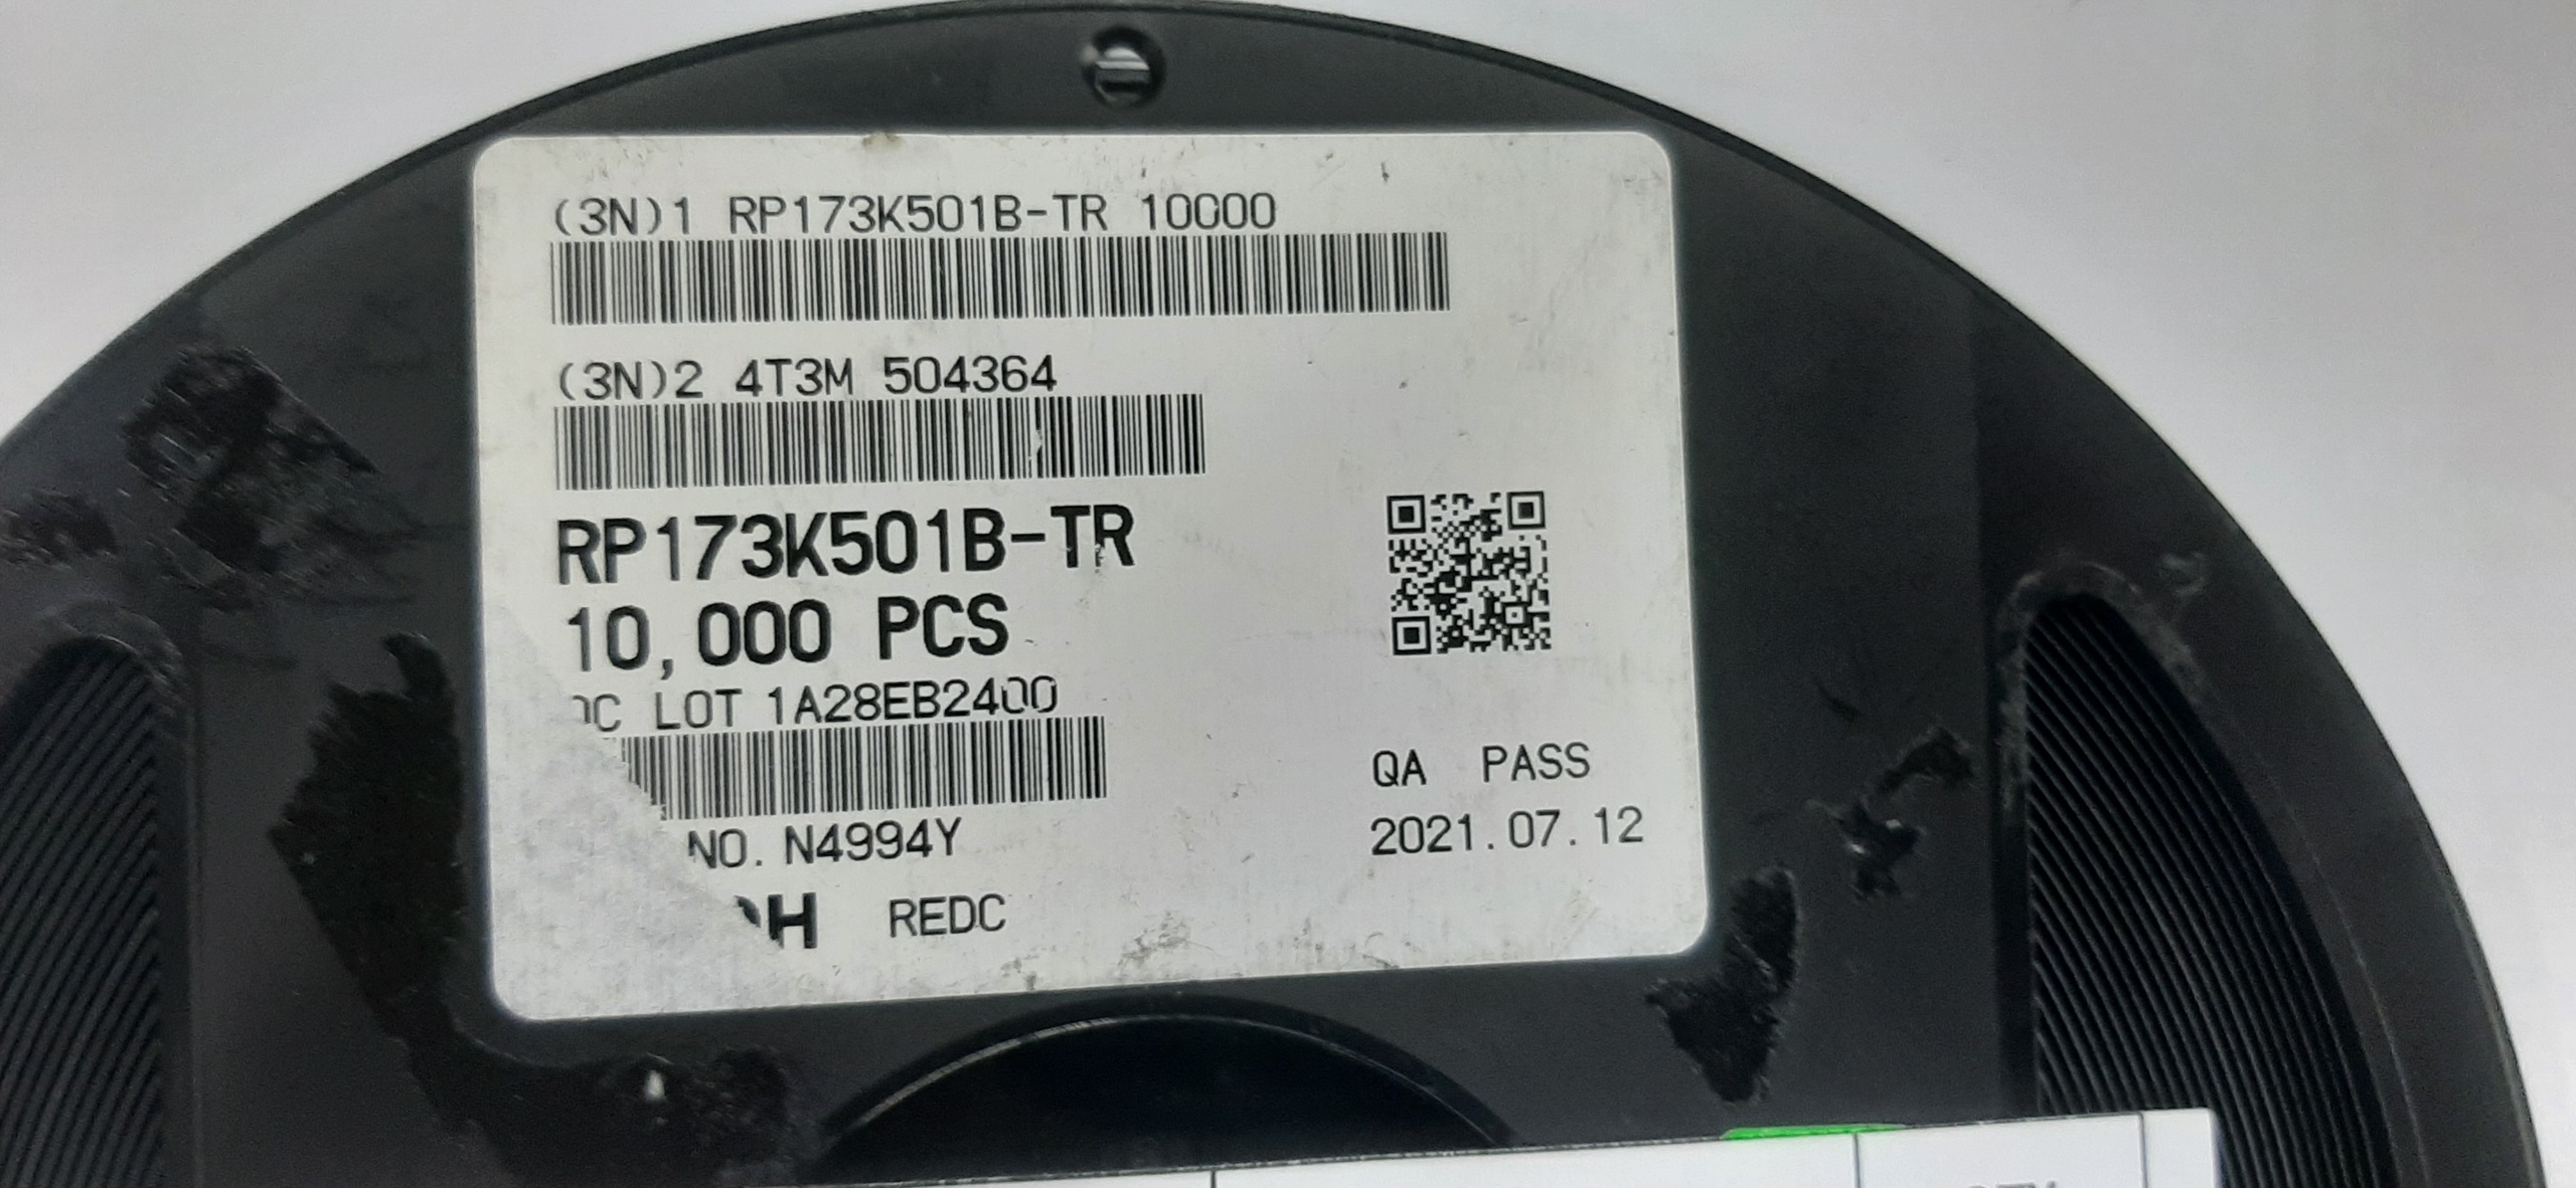 (3N)1 RP173K501B-TR 10000
(3N)2 4T3M 504364
RP173K501B-TR
10,000 PCS
LOT 1A28EB2400
QA PASS
NO. N4994Y
2021.07.12
REDC